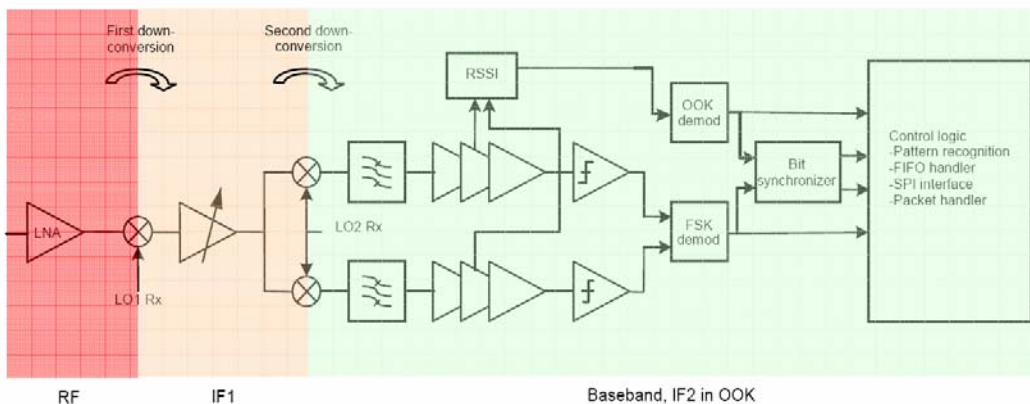 First down-
conversion
Second down-
conversion
RSSI
OOK
demod
Control logic
-Pattern recognition
-FIFO handler
-SPI interface
-Packet handler
Bit
synchronizer
LNA
LO2 Rx
FSK
demod
LO1 Rx
RF
IF1
Baseband, IF2 in OOK